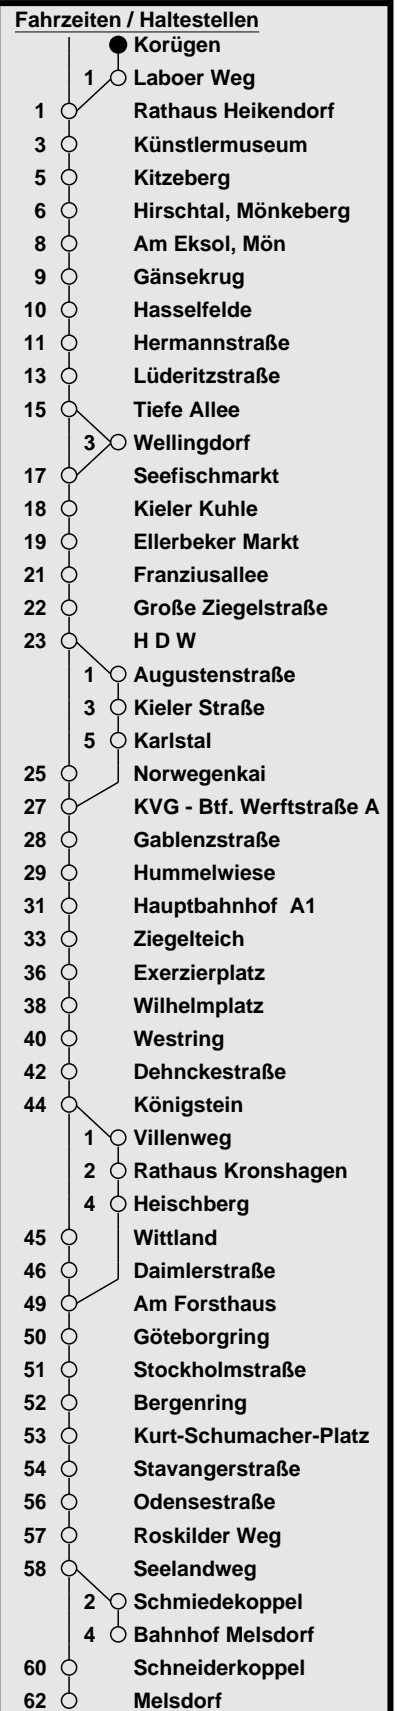 Fahrzeiten / Haltestellen
Korügen
1 Laboer Weg
1 Rathaus Heikendorf
3 Künstlermuseum
5 Kitzeberg
6 Hirschtal, Mönkeberg
8 Am Eksol, Mön
9 Gänsekrug
10 Hasselfelde
11 Hermannstraße
13 Lüderitzstraße
15 Tiefe Allee
3 Wellingdorf
17 Seefischmarkt
18 Kieler Kuhle
19 Ellerbeker Markt
21 Franziusallee
22 Große Ziegelstraße
23 H D W
1 Augustenstraße
3 Kieler Straße
5 Karlstal
25 Norwegenkai
27 KVG - Btf. Werftstraße A
28 Gablenzstraße
29 Hummelwiese
31 Hauptbahnhof A1
33 Ziegelteich
36 Exerzierplatz
38 Wilhelmplatz
40 Westring
42 Dehnckestraße
44 Königstein
1 Villenweg
2 Rathaus Kronshagen
4 Heischberg
45 Wittland
46 Daimlerstraße
49 Am Forsthaus
50 Göteborgring
51 Stockholmstraße
52 Bergenring
53 Kurt-Schumacher-Platz
54 Stavangerstraße
56 Odensestraße
57 Roskilder Weg
58 Seelandweg
2 Schmiedekoppel
4 Bahnhof Melsdorf
60 Schneiderkoppel
62 Melsdorf